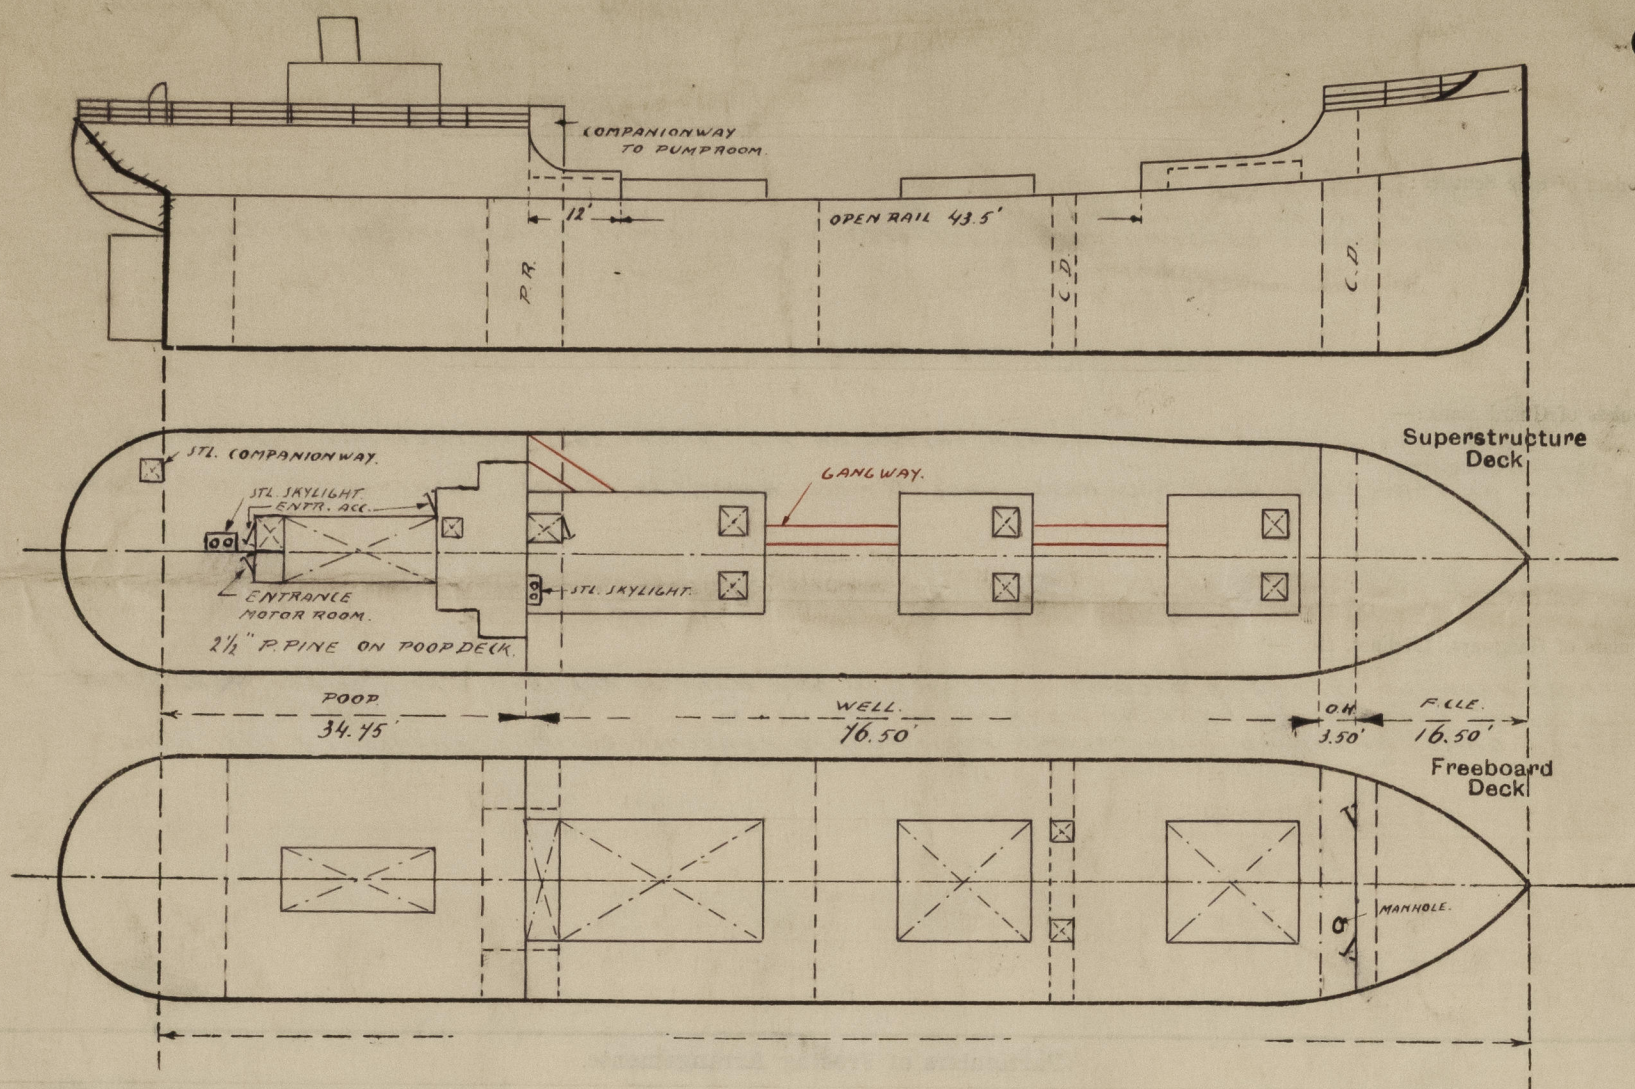 COMPANIONWAY
TO PUMPROOM.
12'
OPEN RAIL 43.5'
P.R.
C.D.
C.D.
Superstructure
Deck
STL. COMPANIONWAY.
STL. SKYLIGHT.
ENTR. ACC.
GANGWAY.
STL. SKYLIGHT.
ENTRANCE
MOTOR ROOM.
2½" P. PINE ON POOP DECK.
POOP.
34.75'
WELL.
76.50'
O.H.
3.50'
F.CLE.
16.50'
Freeboard
Deck
MANHOLE.